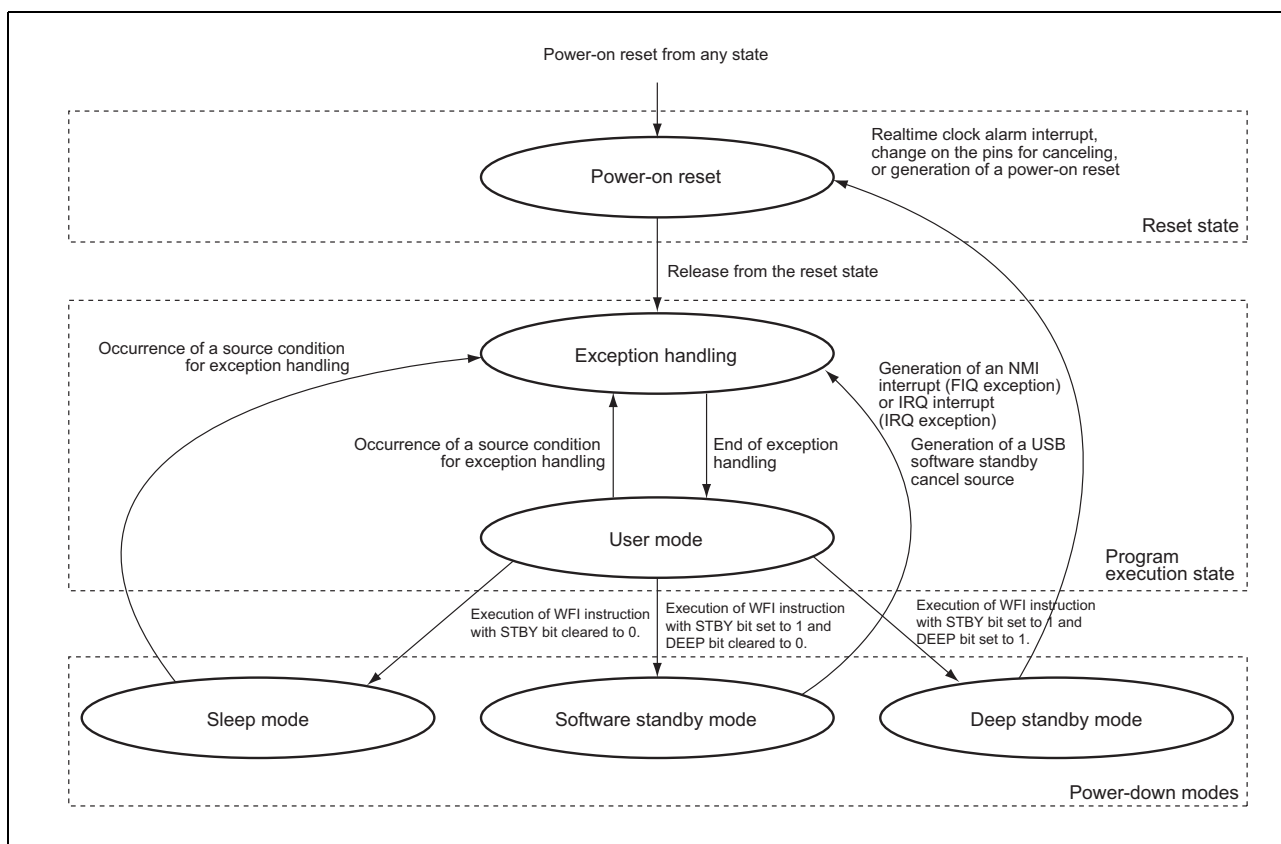 Power-on reset from any state
Realtime clock alarm interrupt,
change on the pins for canceling,
or generation of a power-on reset
Power-on reset
Reset state
Release from the reset state
Occurrence of a source condition
for exception handling
Exception handling
Generation of an NMI
interrupt (FIQ exception)
or IRQ interrupt
(IRQ exception)
Occurrence of a source condition
for exception handling
End of exception
handling
Generation of a USB
software standby
cancel source
User mode
Program
execution state
Execution of WFI instruction
with STBY bit cleared to 0.
Execution of WFI instruction
with STBY bit set to 1 and
DEEP bit cleared to 0.
Execution of WFI instruction
with STBY bit set to 1 and
DEEP bit set to 1.
Sleep mode
Software standby mode
Deep standby mode
Power-down modes